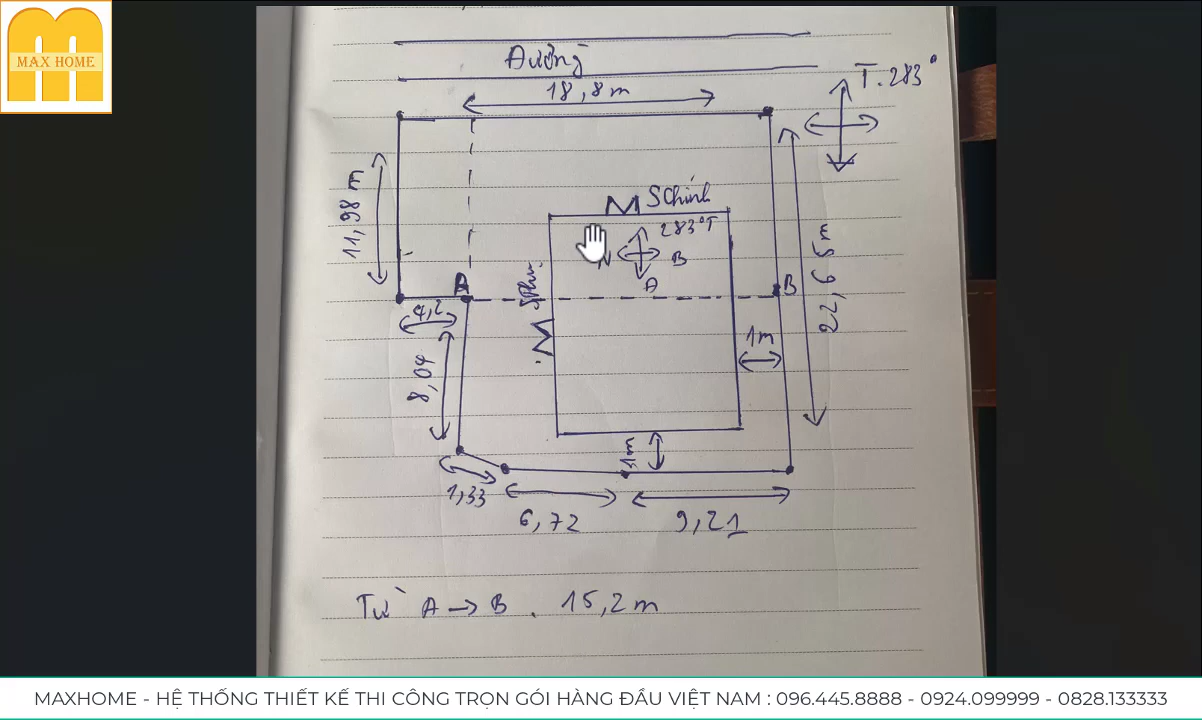 MAX HOME
Đường
18,8 m
T. 283°
11,98 m
S Chính
283° T
N
B
A
S Phụ
A
B
4,2
22,65 m
1m
8,04
1m
1,33
6,72
9,21
Từ A → B . 15,2 m
MAXHOME - HỆ THỐNG THIẾT KẾ THI CÔNG TRỌN GÓI HÀNG ĐẦU VIỆT NAM : 096.445.8888 - 0924.099999 - 0828.133333